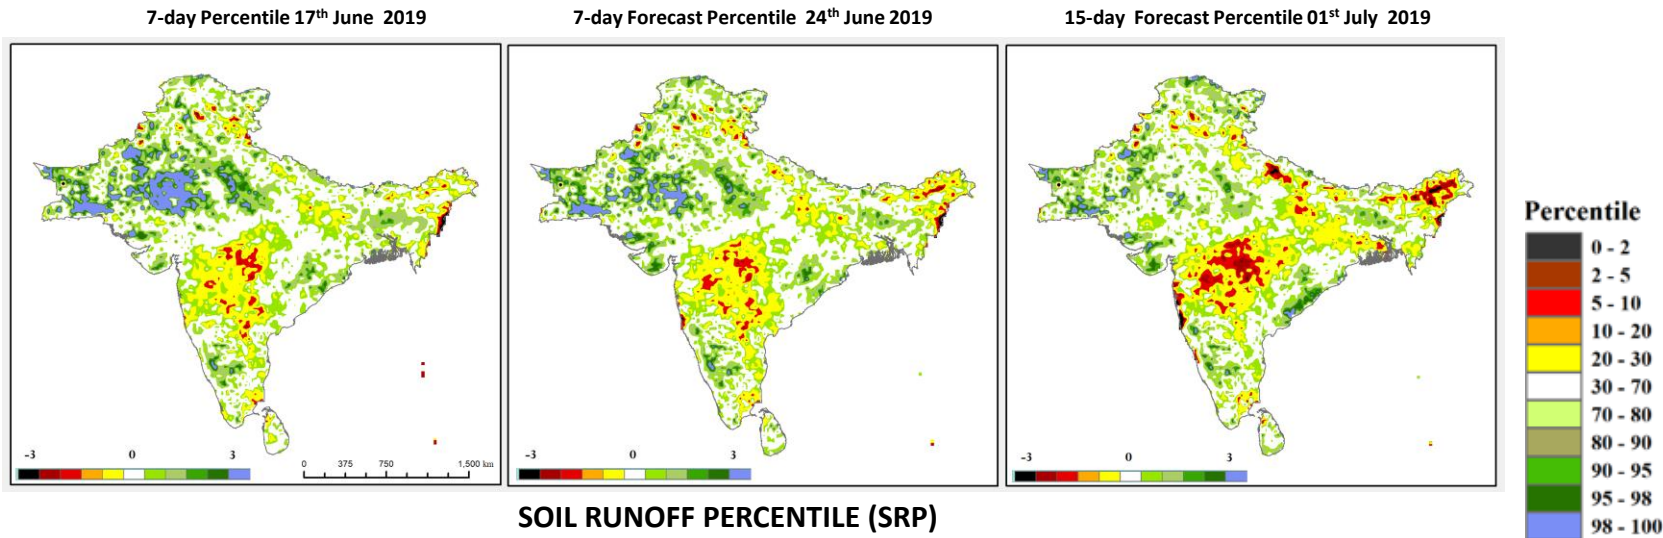 7-day Percentile 17th June 2019
7-day Forecast Percentile 24th June 2019
15-day Forecast Percentile 01st July 2019
-3 0 3
0 375 750 1,500 km
-3 0 3
-3 0 3
Percentile
0 - 2
2 - 5
5 - 10
10 - 20
20 - 30
30 - 70
70 - 80
80 - 90
90 - 95
95 - 98
98 - 100
SOIL RUNOFF PERCENTILE (SRP)